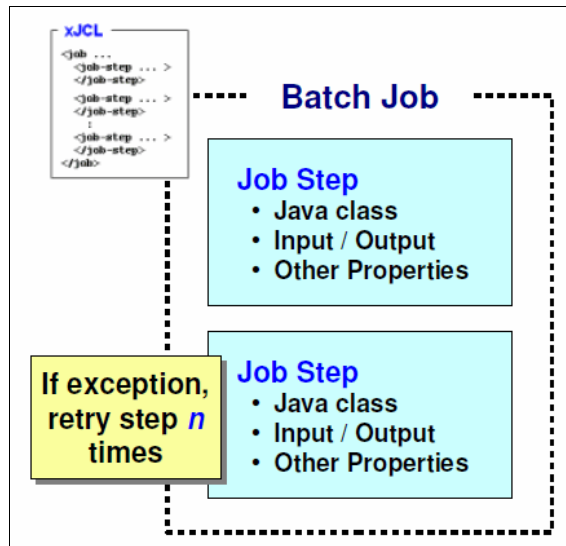 xJCL
<job ...
<job-step ... >
</job-step>
<job-step ... >
</job-step>
:
<job-step ... >
</job-step>
</job>
Batch Job
Job Step
• Java class
• Input / Output
• Other Properties
If exception,
retry step n
times
Job Step
• Java class
• Input / Output
• Other Properties